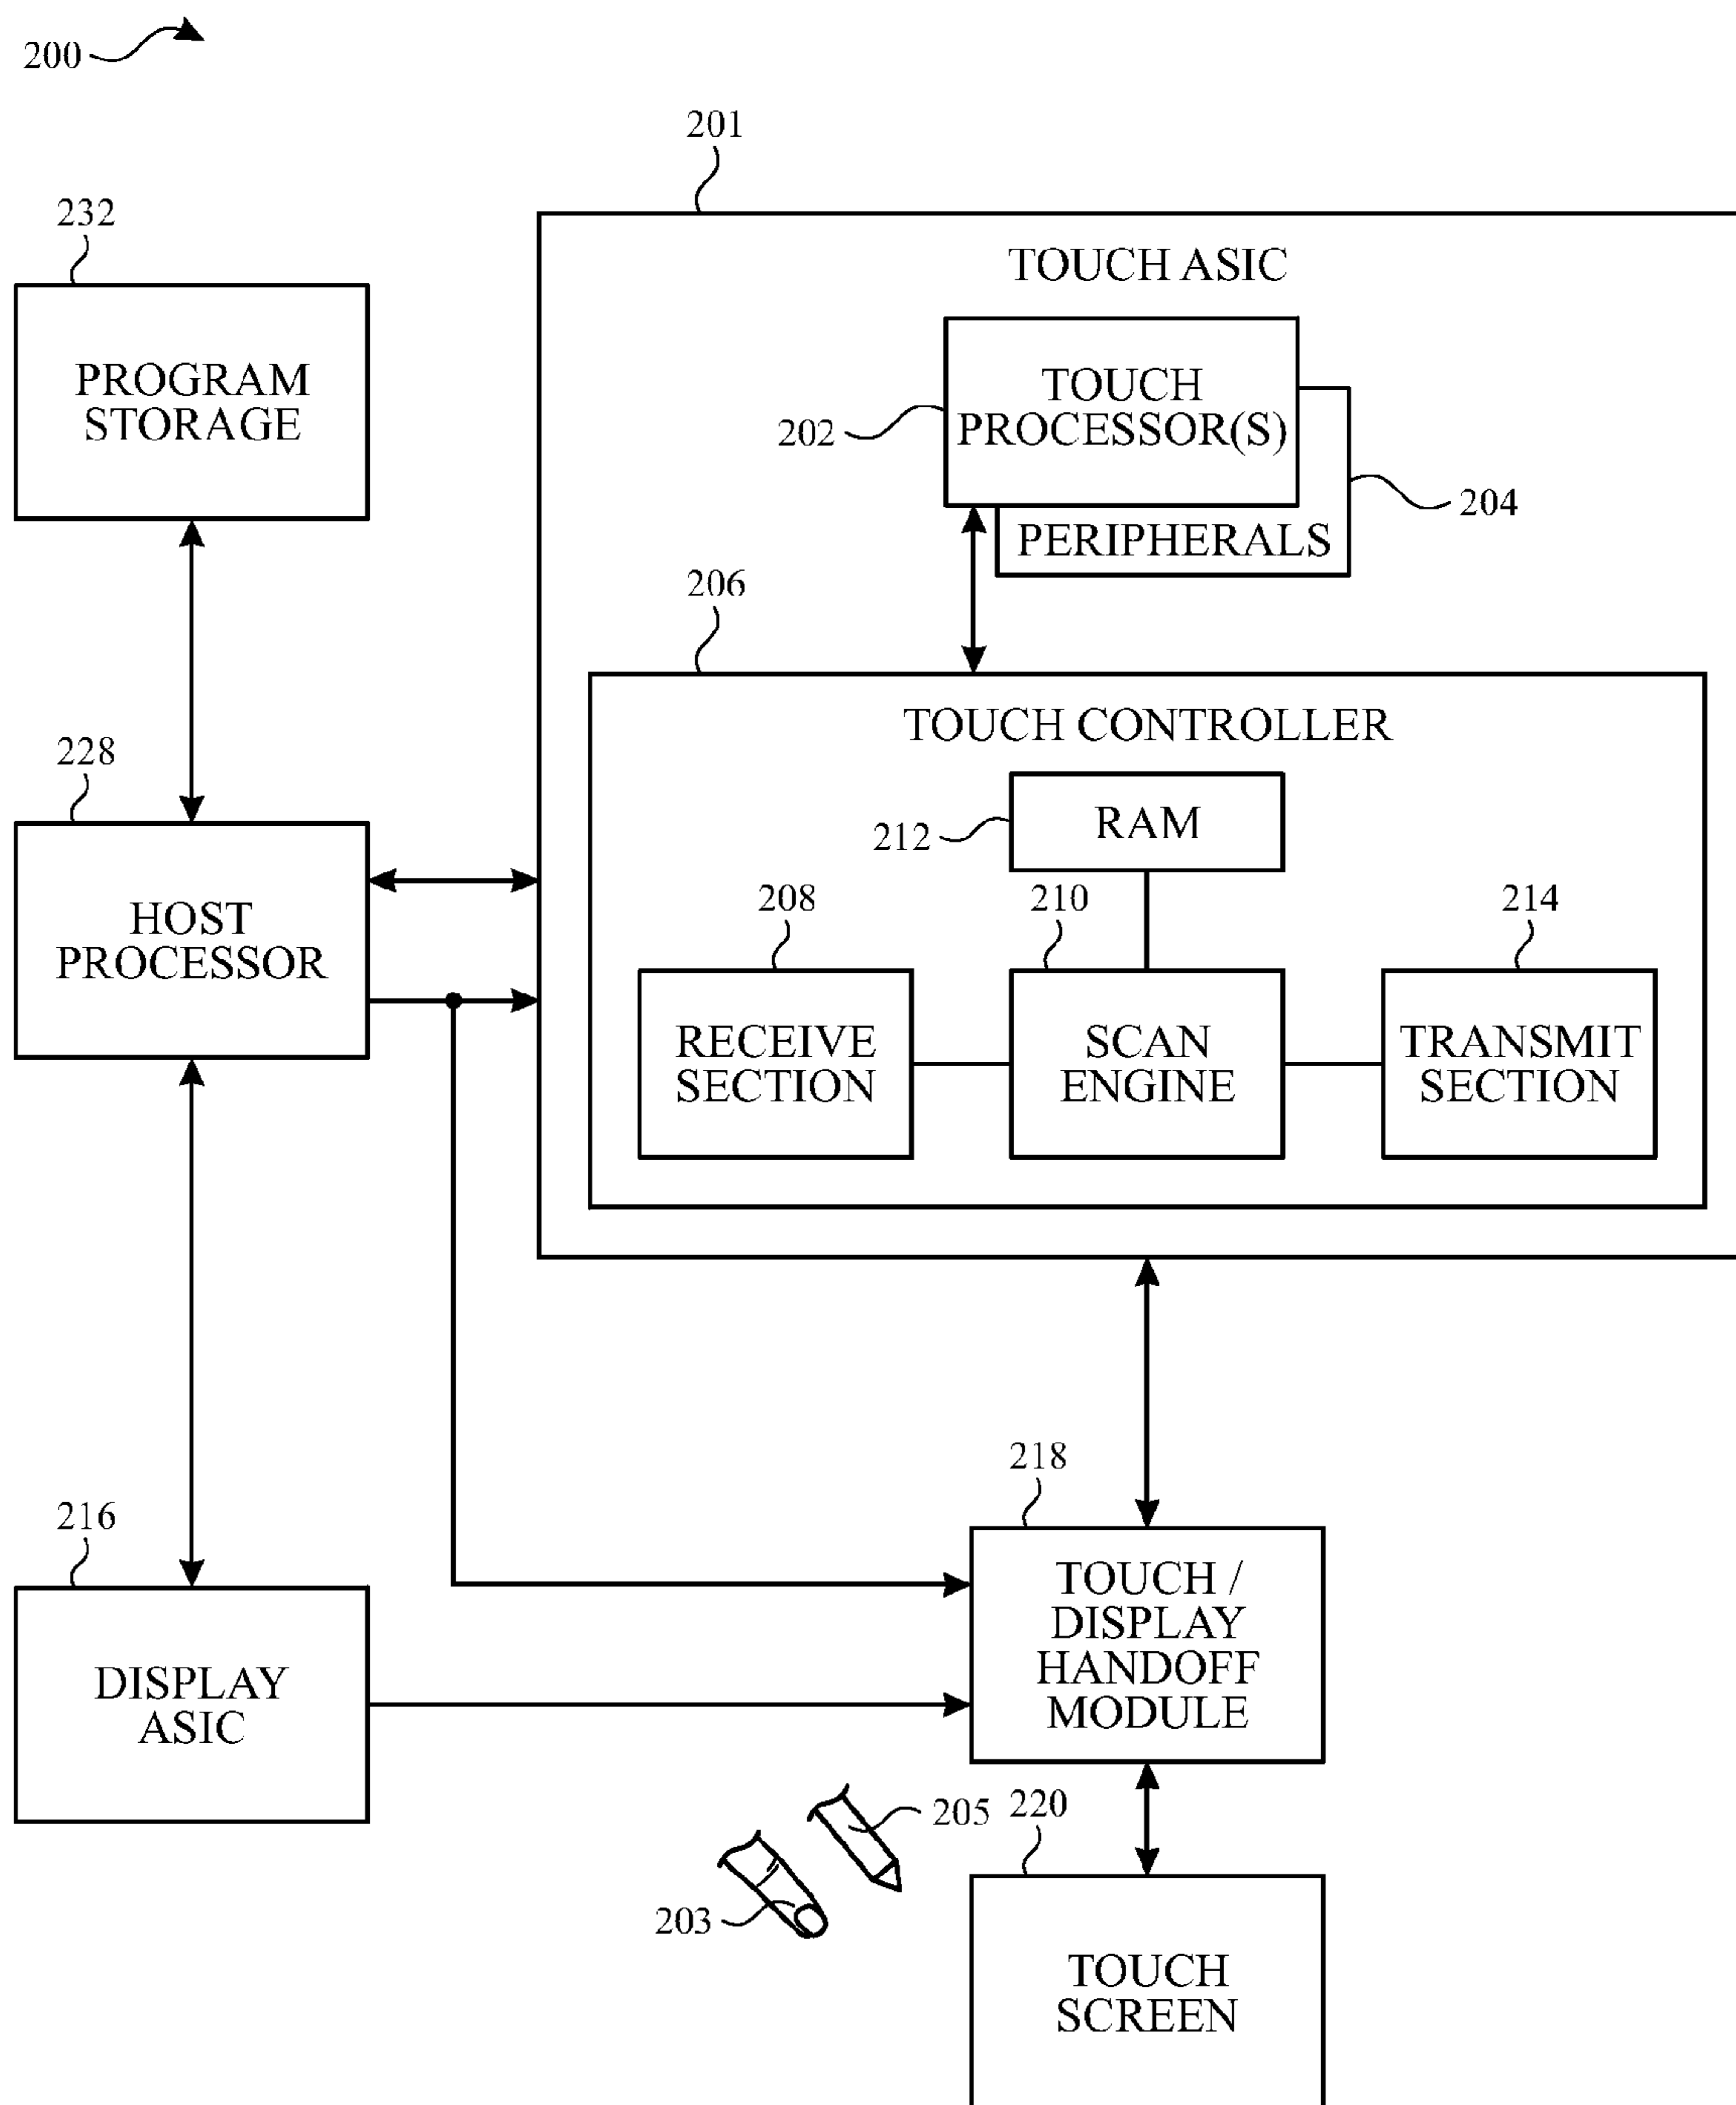 200
201
232
TOUCH ASIC
PROGRAM
STORAGE
TOUCH
PROCESSOR(S)
202
204
PERIPHERALS
206
TOUCH CONTROLLER
228
RAM
212
208
210
214
HOST
PROCESSOR
RECEIVE
SECTION
SCAN
ENGINE
TRANSMIT
SECTION
218
216
TOUCH /
DISPLAY
HANDOFF
MODULE
DISPLAY
ASIC
205
220
203
TOUCH
SCREEN